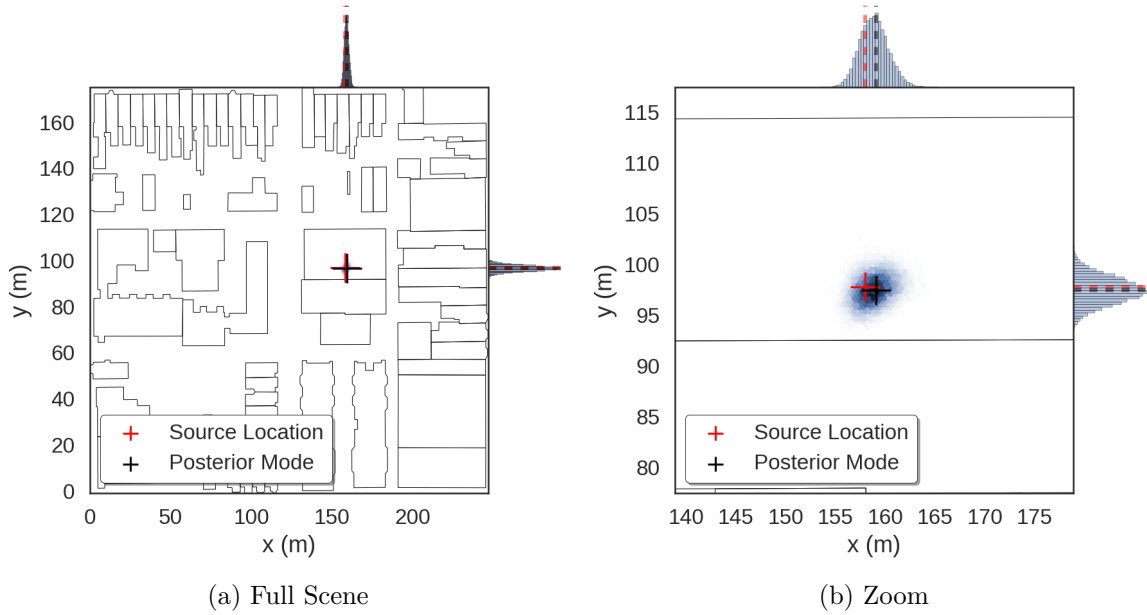 160
140
120
100
80
60
40
20
0
y (m)
Source Location
Posterior Mode
0 50 100 150 200
x (m)
(a) Full Scene
115
110
105
100
95
90
85
80
y (m)
Source Location
Posterior Mode
140 145 150 155 160 165 170 175
x (m)
(b) Zoom